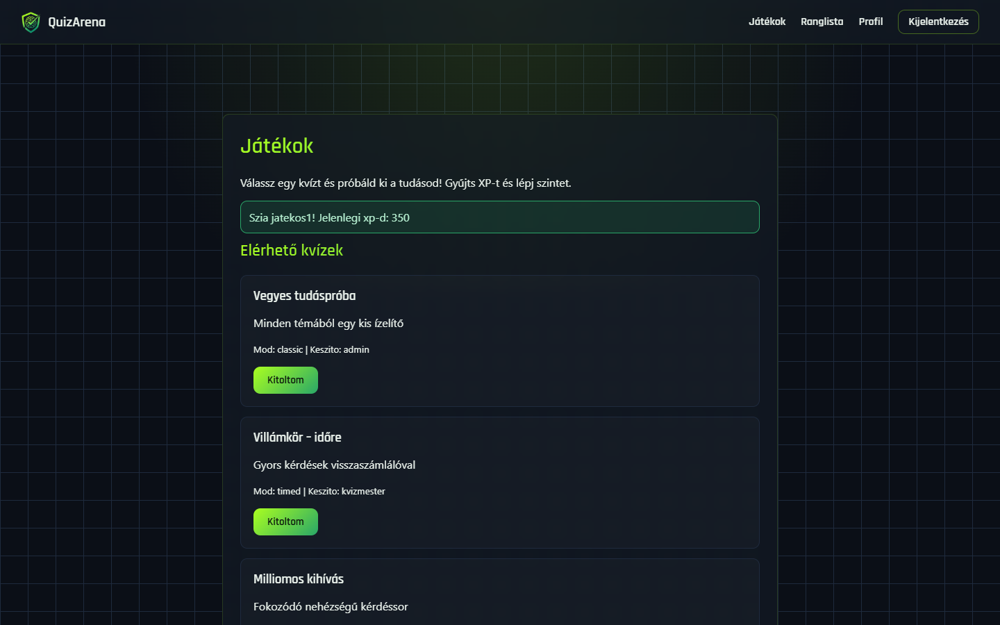 QuizArena
Játékok
Ranglista
Profil
Kijelentkezés
Játékok
Válassz egy kvízt és próbáld ki a tudásod! Gyűjts XP-t és lépj szintet.
Szia jatekos1! Jelenlegi xp-d: 350
Elérhető kvízek
Vegyes tudáspróba
Minden témából egy kis ízelítő
Mod: classic | Keszito: admin
Kitoltom
Villámkör – időre
Gyors kérdések visszaszámlálóval
Mod: timed | Keszito: kvizmester
Kitoltom
Milliomos kihívás
Fokozódó nehézségű kérdéssor